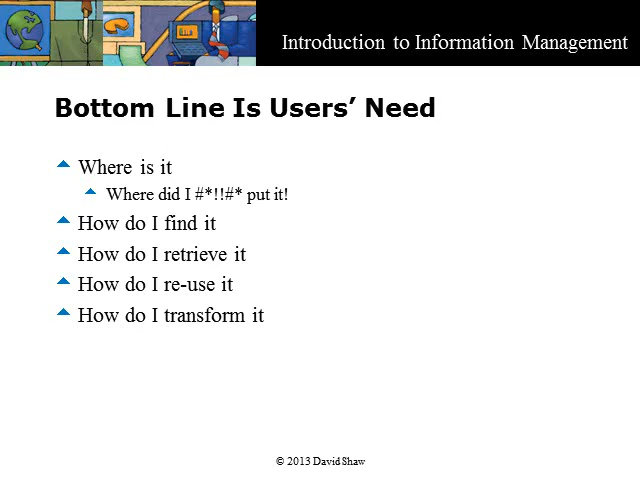 Introduction to Information Management
Bottom Line Is Users’ Need
Where is it
Where did I #*!!#* put it!
How do I find it
How do I retrieve it
How do I re-use it
How do I transform it
© 2013 David Shaw